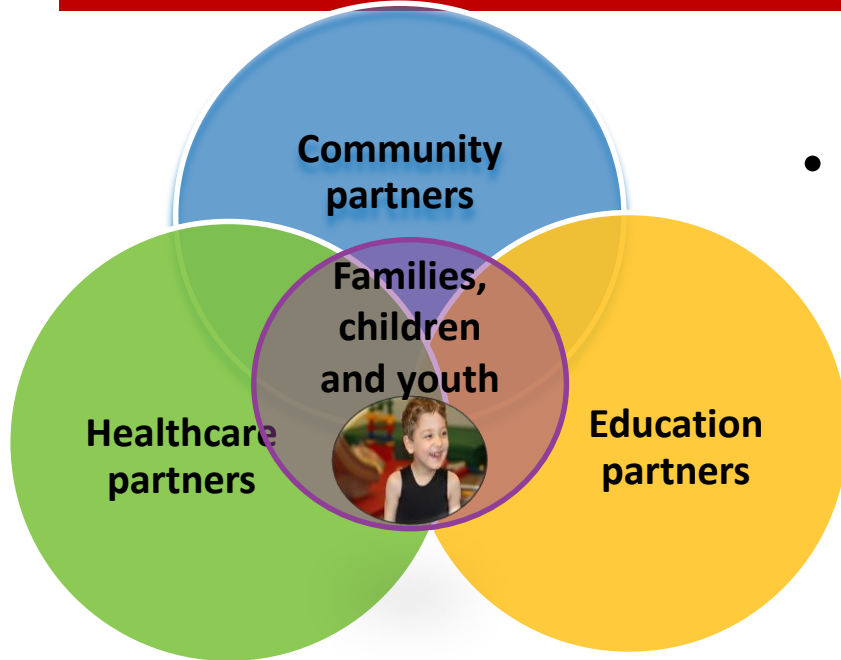 Community
partners
Families,
children
and youth
Healthcare
partners
Education
partners